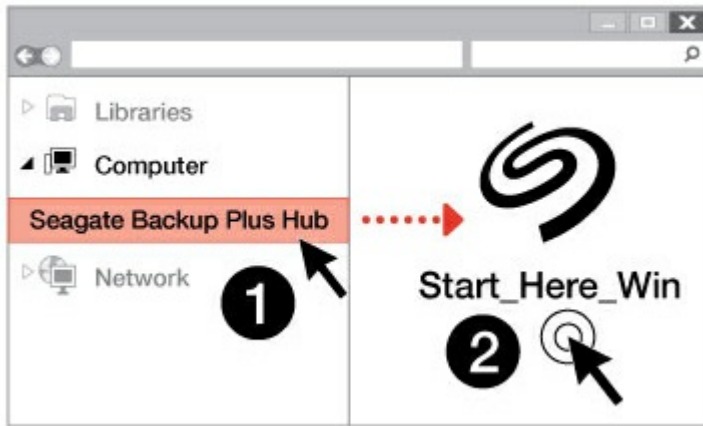 Libraries
Computer
Seagate Backup Plus Hub
Network
1
Start_Here_Win
2